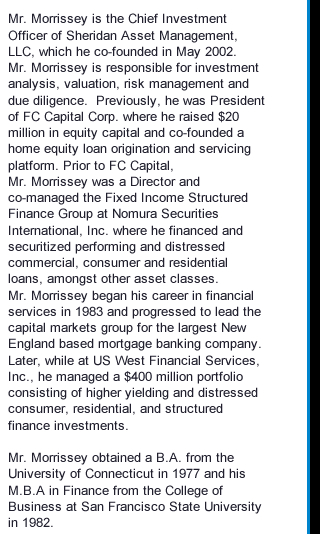 Mr. Morrissey is the Chief Investment
Officer of Sheridan Asset Management,
LLC, which he co-founded in May 2002.
Mr. Morrissey is responsible for investment
analysis, valuation, risk management and
due diligence.  Previously, he was President
of FC Capital Corp. where he raised $20
million in equity capital and co-founded a
home equity loan origination and servicing
platform. Prior to FC Capital,
Mr. Morrissey was a Director and
co-managed the Fixed Income Structured
Finance Group at Nomura Securities
International, Inc. where he financed and
securitized performing and distressed
commercial, consumer and residential
loans, amongst other asset classes.
Mr. Morrissey began his career in financial
services in 1983 and progressed to lead the
capital markets group for the largest New
England based mortgage banking company.
Later, while at US West Financial Services,
Inc., he managed a $400 million portfolio
consisting of higher yielding and distressed
consumer, residential, and structured
finance investments.

Mr. Morrissey obtained a B.A. from the
University of Connecticut in 1977 and his
M.B.A in Finance from the College of
Business at San Francisco State University
in 1982.